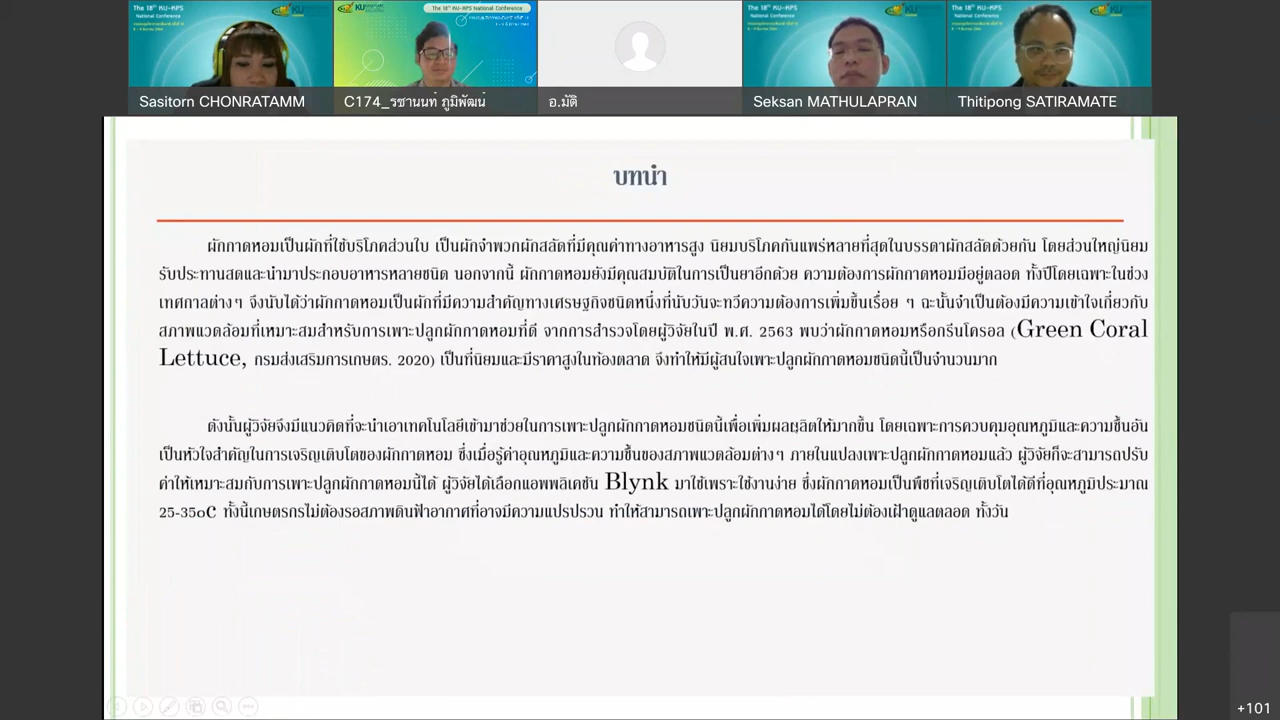 The 18th KU-KPS
National Conference
The 18th KU-KPS National Conference
The 18th KU-KPS
National Conference
The 18th KU-KPS
National Conference
Sasitorn CHONRATAMM
C174_รชานนท์ ภูมิพัฒน์
อ.มัติ
Seksan MATHULAPRAN
Thitipong SATIRAMATE
บทนำ
ผักกาดหอมเป็นผักที่ใช้บริโภคส่วนใบ เป็นผักจำพวกผักสลัดที่มีคุณค่าทางอาหารสูง นิยมบริโภคกันแพร่หลายที่สุดในบรรดาผักสลัดด้วยกัน โดยส่วนใหญ่นิยม
รับประทานสดและนำมาประกอบอาหารหลายชนิด นอกจากนี้ ผักกาดหอมยังมีคุณสมบัติในการเป็นยาอีกด้วย ความต้องการผักกาดหอมมีอยู่ตลอด ทั้งปีโดยเฉพาะในช่วง
เทศกาลต่างๆ จึงนับได้ว่าผักกาดหอมเป็นผักที่มีความสำคัญทางเศรษฐกิจชนิดหนึ่งที่นับวันจะทวีความต้องการเพิ่มขึ้นเรื่อย ๆ ฉะนั้นจำเป็นต้องมีความเข้าใจเกี่ยวกับ
สภาพแวดล้อมที่เหมาะสมสำหรับการเพาะปลูกผักกาดหอมที่ดี จากการสำรวจโดยผู้วิจัยในปี พ.ศ. 2563 พบว่าผักกาดหอมหรือกรีนโครอล (Green Coral
Lettuce, กรมส่งเสริมการเกษตร. 2020) เป็นที่นิยมและมีราคาสูงในท้องตลาด จึงทำให้มีผู้สนใจเพาะปลูกผักกาดหอมชนิดนี้เป็นจำนวนมาก
ดังนั้นผู้วิจัยจึงมีแนวคิดที่จะนำเอาเทคโนโลยีเข้ามาช่วยในการเพาะปลูกผักกาดหอมชนิดนี้เพื่อเพิ่มผลผลิตให้มากขึ้น โดยเฉพาะการควบคุมอุณหภูมิและความชื้นอัน
เป็นหัวใจสำคัญในการเจริญเติบโตของผักกาดหอม ซึ่งเมื่อรู้ค่าอุณหภูมิและความชื้นของสภาพแวดล้อมต่างๆ ภายในแปลงเพาะปลูกผักกาดหอมแล้ว ผู้วิจัยก็จะสามารถปรับ
ค่าให้เหมาะสมกับการเพาะปลูกผักกาดหอมนี้ได้ ผู้วิจัยได้เลือกแอพพลิเคชัน Blynk มาใช้เพราะใช้งานง่าย ซึ่งผักกาดหอมเป็นพืชที่เจริญเติบโตได้ดีที่อุณหภูมิประมาณ
25-35oc ทั้งนี้เกษตรกรไม่ต้องรอสภาพดินฟ้าอากาศที่อาจมีความแปรปรวน ทำให้สามารถเพาะปลูกผักกาดหอมได้โดยไม่ต้องเฝ้าดูแลตลอด ทั้งวัน
+101